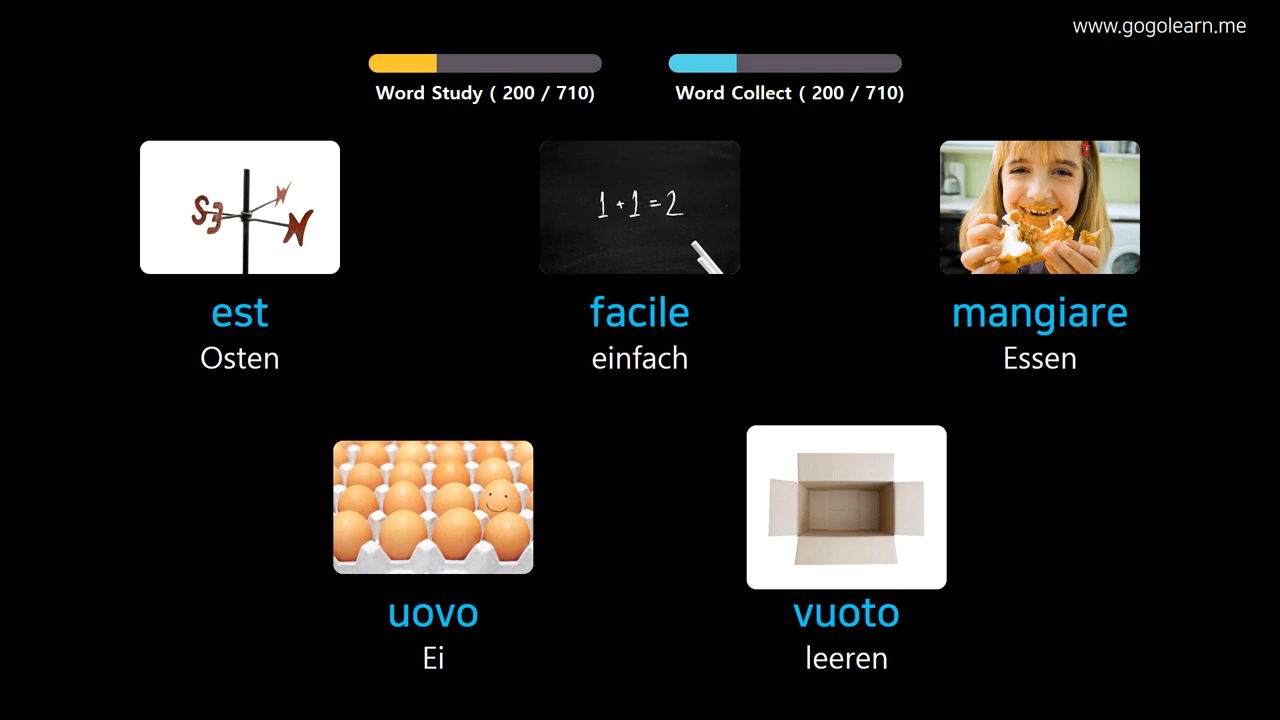 www.gogolearn.me
Word Study ( 200 / 710)
Word Collect ( 200 / 710)
S
E
W
N
1 + 1 = 2
est
facile
mangiare
Osten
einfach
Essen
uovo
vuoto
Ei
leeren